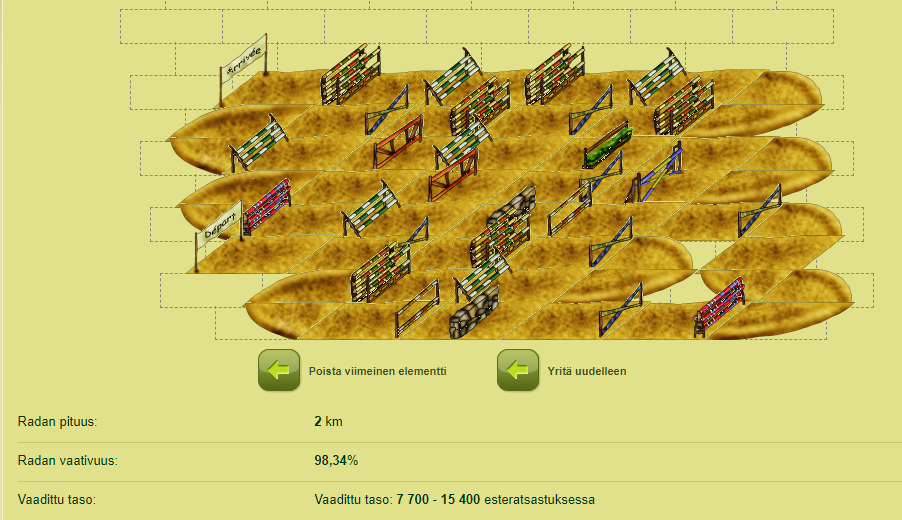 Arrivée
Départ
Poista viimeinen elementti
Yritä uudelleen
Radan pituus: 2 km
Radan vaativuus: 98,34%
Vaadittu taso: Vaadittu taso: 7 700 - 15 400 esteratsastuksessa